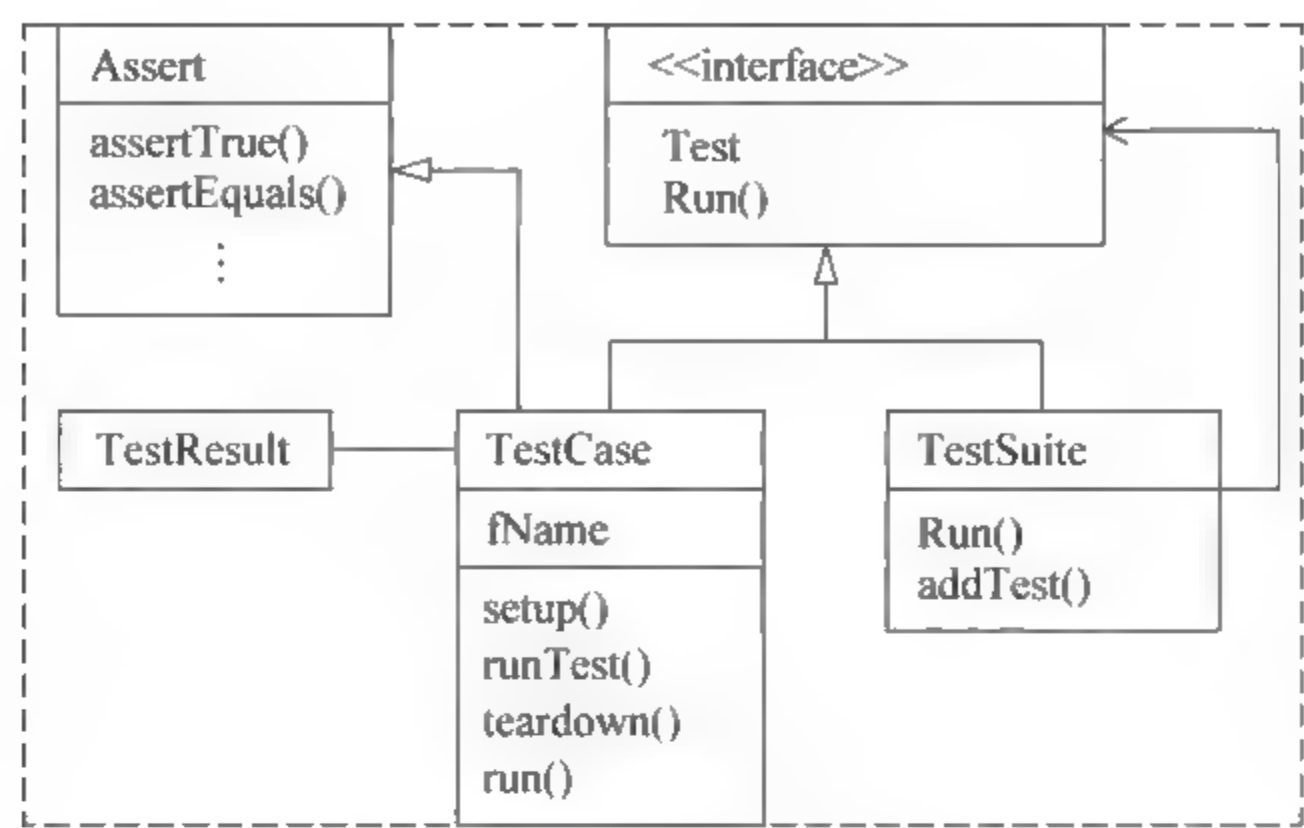 Assert
assertTrue()
assertEquals()
⋮
<<interface>>
Test
Run()
TestResult
TestCase
fName
setup()
runTest()
teardown()
run()
TestSuite
Run()
addTest()